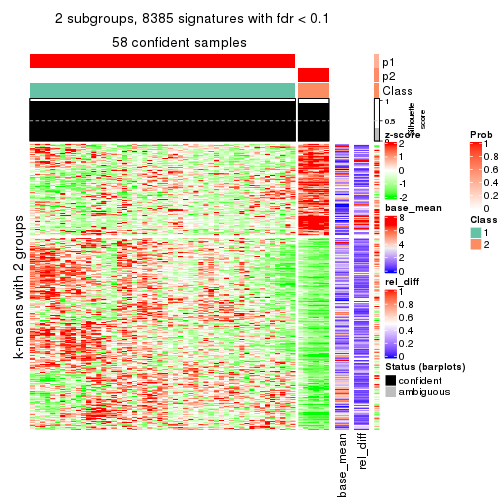 2 subgroups, 8385 signatures with fdr < 0.1
58 confident samples
p1
p2
Class
1
0.5
0
Silhouette
score
k-means with 2 groups
base_mean
rel_diff
z-score
2
1
0
-1
-2
base_mean
8
6
4
2
0
rel_diff
1
0.8
0.6
0.4
0.2
0
Status (barplots)
confident
ambiguous
Prob
1
0.8
0.6
0.4
0.2
0
Class
1
2